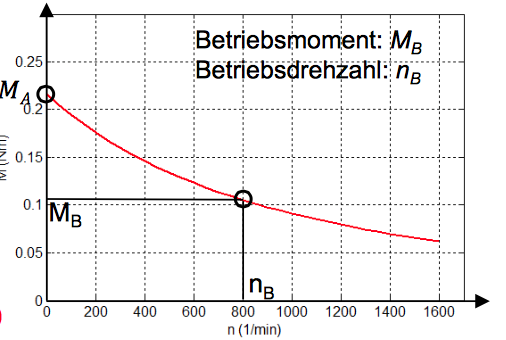 Betriebsmoment: M_B
Betriebsdrehzahl: n_B
0.25
M_A
0.2
M (Nm)
0.15
0.1
M_B
0.05
n_B
0
0 200 400 600 800 1000 1200 1400 1600
n (1/min)